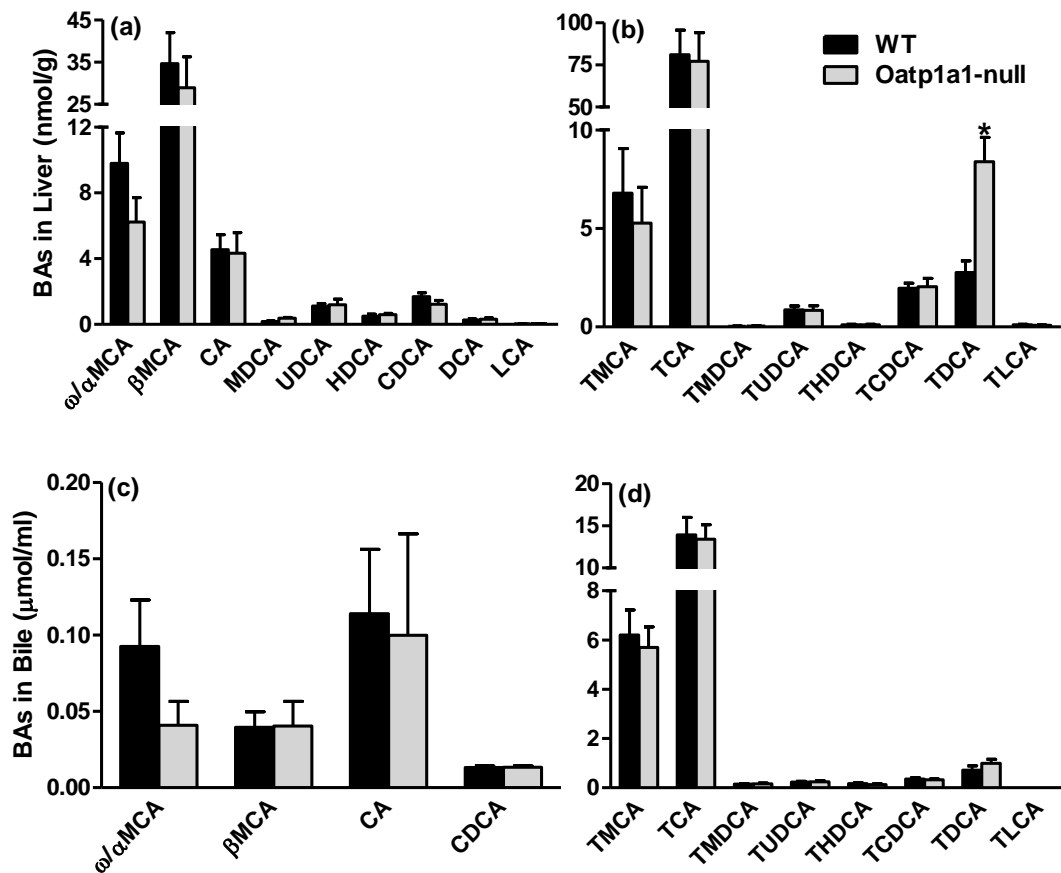 (a)
BAs in Liver (nmol/g)
45
35
25
12
8
4
0
ω/αMCA
βMCA
CA
MDCA
UDCA
HDCA
CDCA
DCA
LCA
(b)
100
75
50
10
5
0
*
WT
Oatp1a1-null
TMCA
TCA
TMDCA
TUDCA
THDCA
TCDCA
TDCA
TLCA
(c)
BAs in Bile (μmol/ml)
0.20
0.15
0.10
0.05
0.00
ω/αMCA
βMCA
CA
CDCA
(d)
20
15
10
8
6
4
2
0
TMCA
TCA
TMDCA
TUDCA
THDCA
TCDCA
TDCA
TLCA